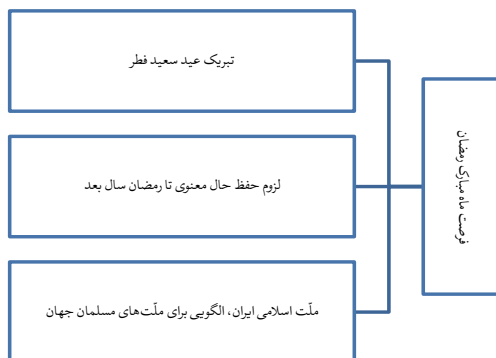 فرصت ماه مبارک رمضان
تبریک عید سعید فطر
لزوم حفظ حال معنوی تا رمضان سال بعد
ملّت اسلامی ایران، الگویی برای ملّت‌های مسلمان جهان